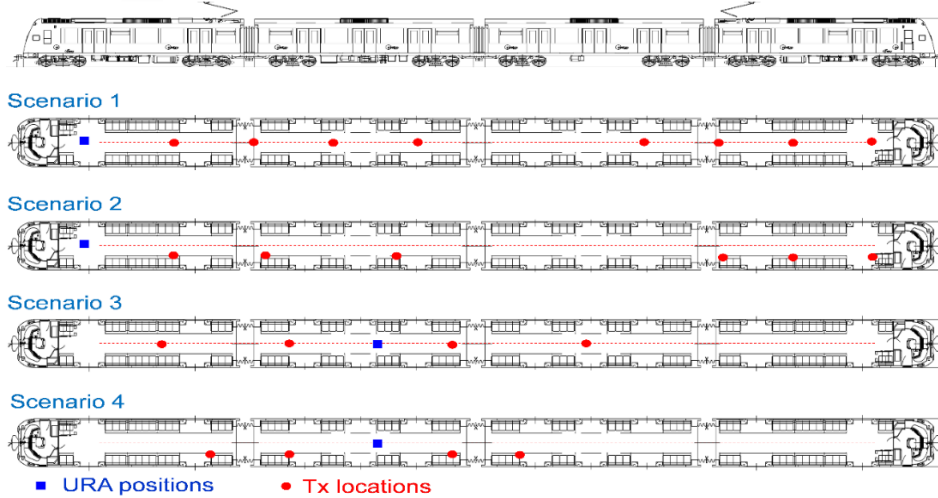 Scenario 1
Scenario 2
Scenario 3
Scenario 4
URA positions
Tx locations